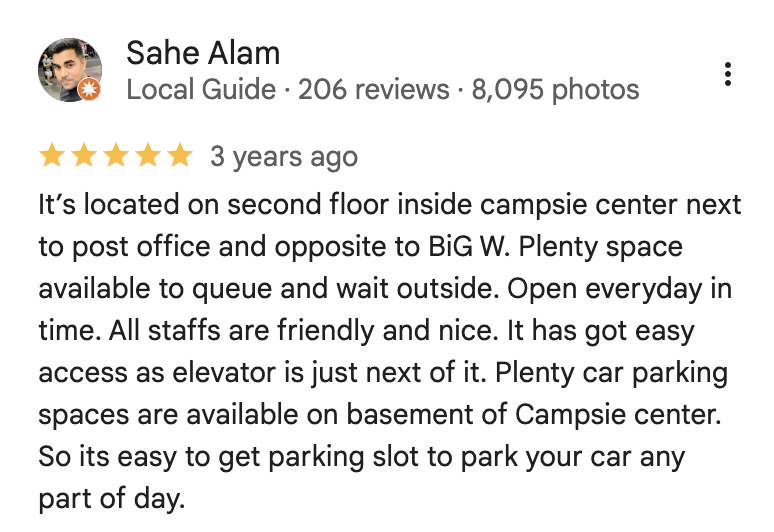 Sahe Alam
Local Guide · 206 reviews · 8,095 photos
3 years ago
It's located on second floor inside campsie center next
to post office and opposite to BiG W. Plenty space
available to queue and wait outside. Open everyday in
time. All staffs are friendly and nice. It has got easy
access as elevator is just next of it. Plenty car parking
spaces are available on basement of Campsie center.
So its easy to get parking slot to park your car any
part of day.